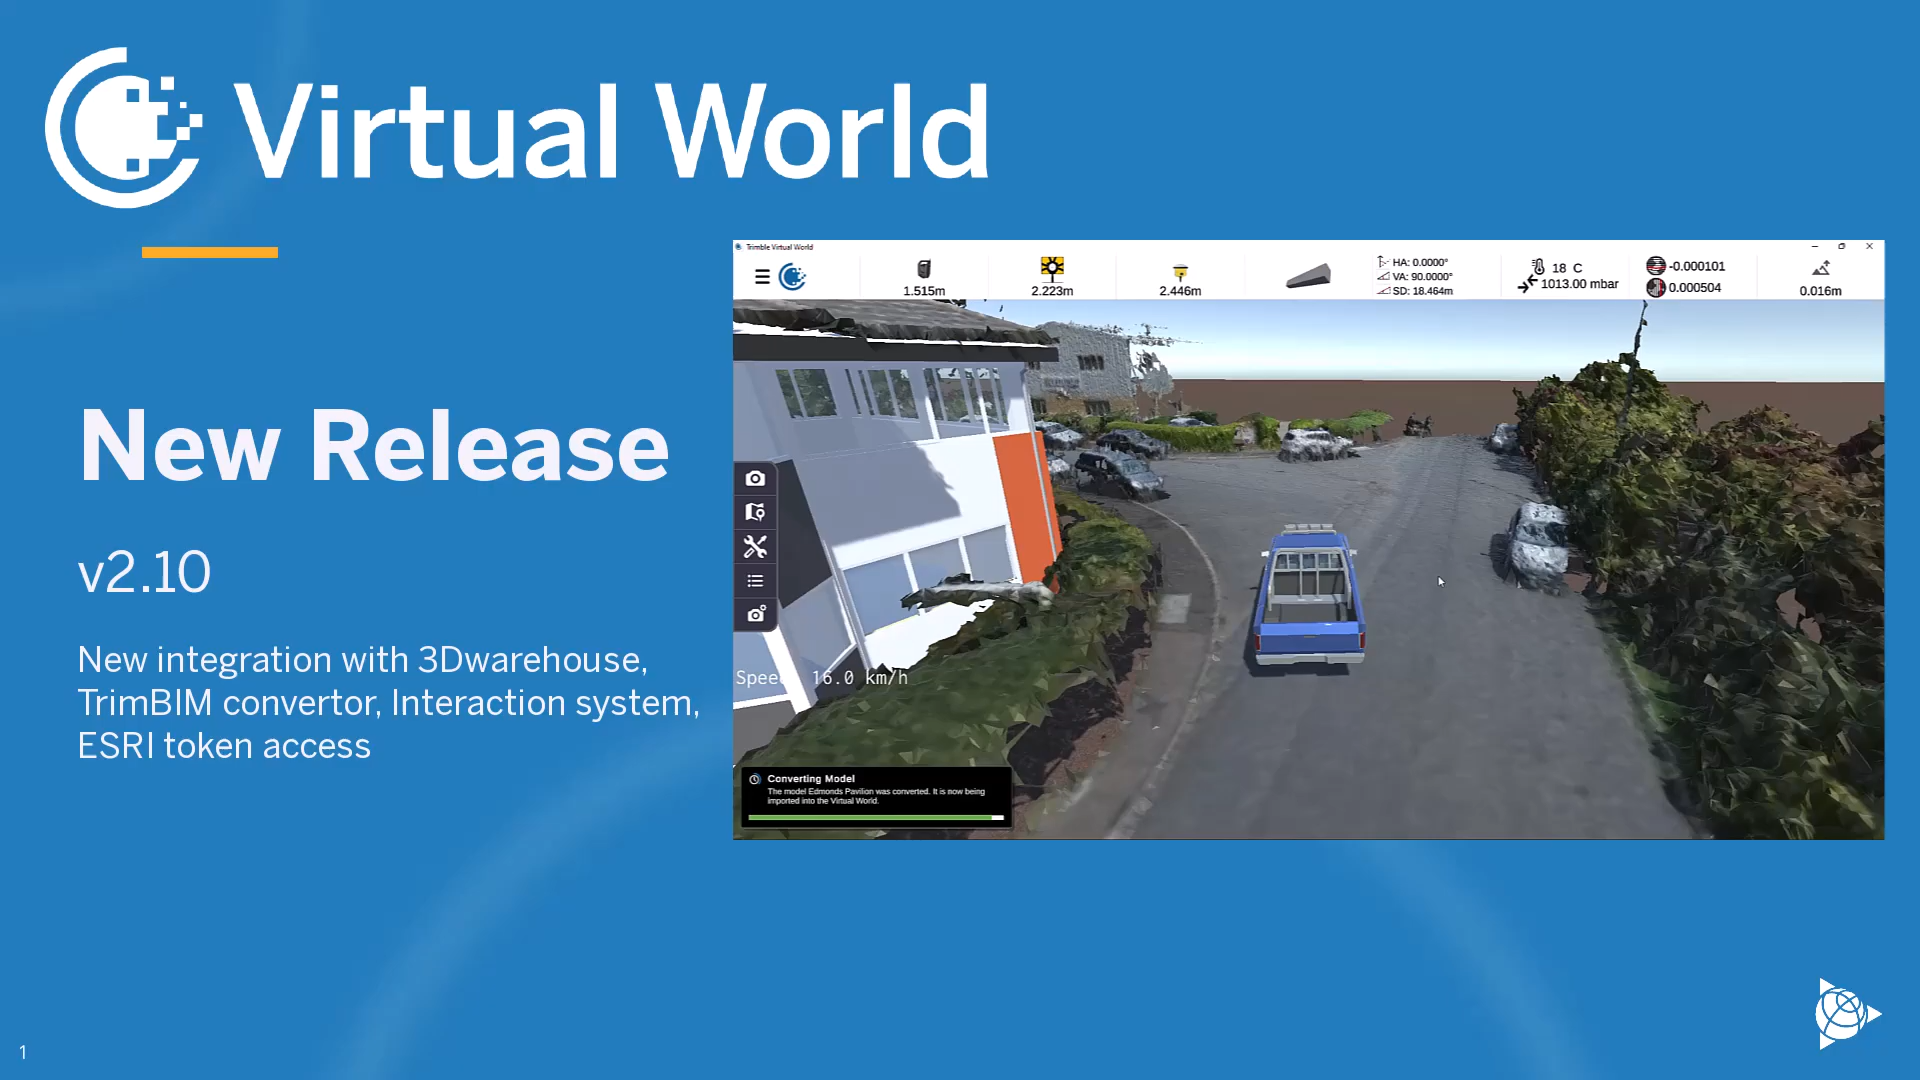 Virtual World
New Release
v2.10
New integration with 3Dwarehouse,
TrimBIM convertor, Interaction system,
ESRI token access
Trimble Virtual World
1.515m
2.223m
2.446m
HA: 0.0000°
VA: 90.0000°
SD: 18.464m
18 C
1013.00 mbar
-0.000101
0.000504
0.016m
Speed 16.0 km/h
Converting Model
The model Edmonds Pavilion was converted. It is now being
imported into the Virtual World.
1